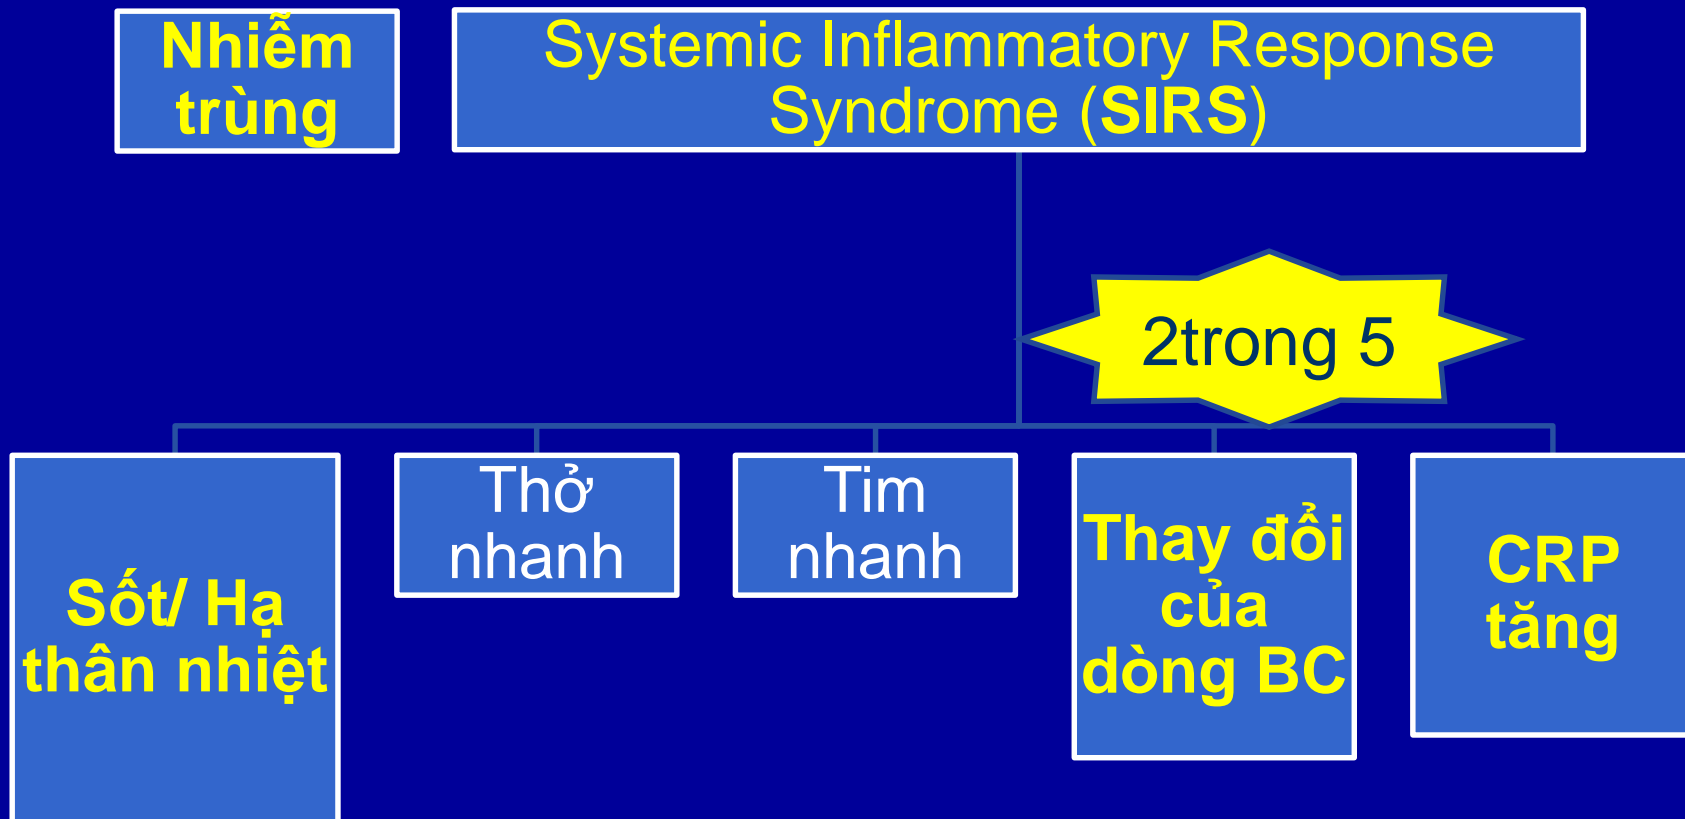 Nhiễm
trùng
Systemic Inflammatory Response
Syndrome (SIRS)
2trong 5
Sốt/ Hạ
thân nhiệt
Thở
nhanh
Tim
nhanh
Thay đổi
của
dòng BC
CRP
tăng